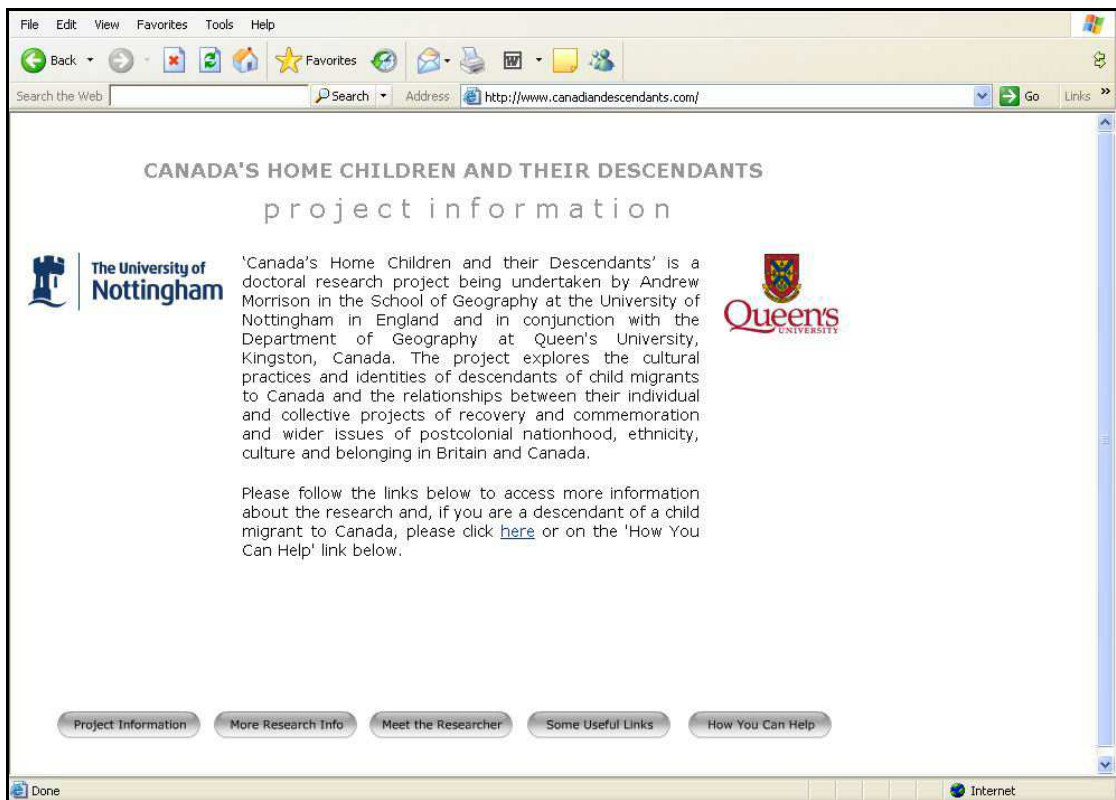 File Edit View Favorites Tools Help
Back Favorites
Search the Web Search Address http://www.canadiandescendants.com/ Go Links »
CANADA'S HOME CHILDREN AND THEIR DESCENDANTS
project information
The University of
Nottingham
'Canada's Home Children and their Descendants' is a
doctoral research project being undertaken by Andrew
Morrison in the School of Geography at the University of
Nottingham in England and in conjunction with the
Department of Geography at Queen's University,
Kingston, Canada. The project explores the cultural
practices and identities of descendants of child migrants
to Canada and the relationships between their individual
and collective projects of recovery and commemoration
and wider issues of postcolonial nationhood, ethnicity,
culture and belonging in Britain and Canada.
Queen's
UNIVERSITY
Please follow the links below to access more information
about the research and, if you are a descendant of a child
migrant to Canada, please click here or on the 'How You
Can Help' link below.
Project Information More Research Info Meet the Researcher Some Useful Links How You Can Help
Done Internet